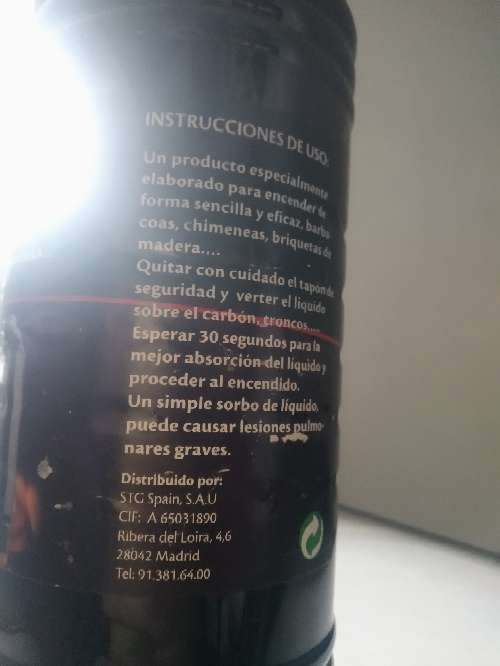 INSTRUCCIONES DE USO:
Un producto especialmente
elaborado para encender de
forma sencilla y eficaz, barba
coas, chimeneas, briquetas de
madera....
Quitar con cuidado el tapon de
seguridad y verter el líquido
sobre el carbón, troncos....
Esperar 30 segundos para la
mejor absorción del líquido y
proceder al encendido.
Un simple sorbo de líquido,
puede causar lesiones pulmo-
nares graves.
Distribuido por:
STG Spain, S.A.U
CIF: A 65031890
Ribera del Loira, 4,6
28042 Madrid
Tel: 91.381.64.00